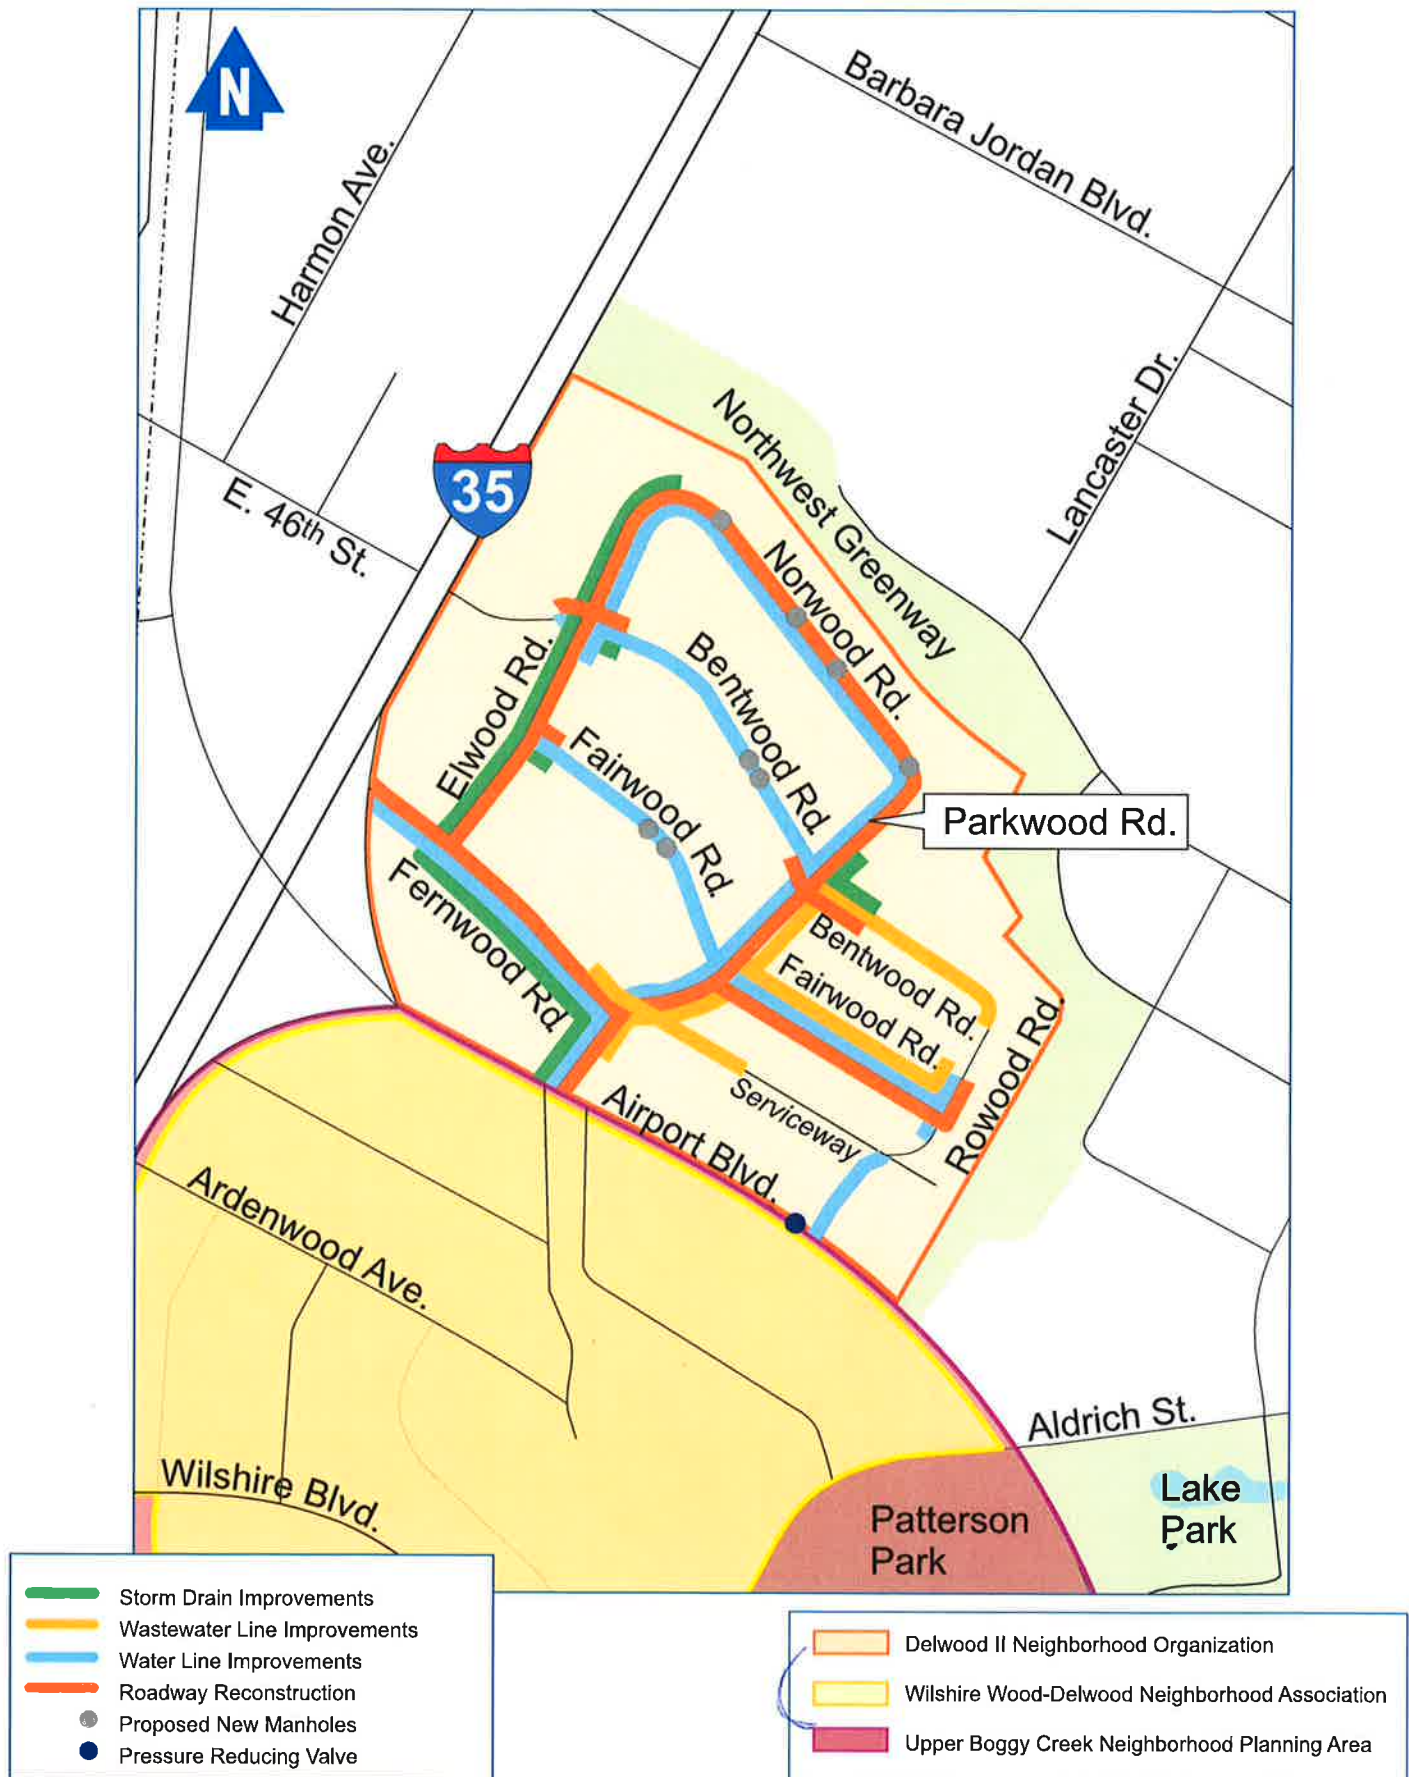 N
Barbara Jordan Blvd.
Harmon Ave.
Lancaster Dr.
Northwest Greenway
35
E. 46th St.
Norwood Rd.
Bentwood Rd.
Elwood Rd.
Fairwood Rd.
Parkwood Rd.
Fernwood Rd.
Bentwood Rd.
Fairwood Rd.
Rowood Rd.
Serviceway
Airport Blvd.
Ardenwood Ave.
Aldrich St.
Wilshire Blvd.
Lake
Park
Patterson
Park
Storm Drain Improvements
Wastewater Line Improvements
Water Line Improvements
Roadway Reconstruction
Proposed New Manholes
Pressure Reducing Valve
Delwood II Neighborhood Organization
Wilshire Wood-Delwood Neighborhood Association
Upper Boggy Creek Neighborhood Planning Area